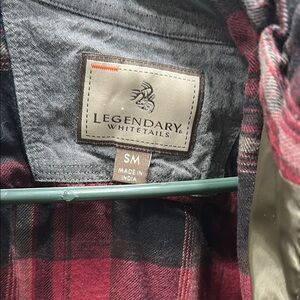 LEGENDARY
WHITETAILS
SM
MADE IN
INDIA